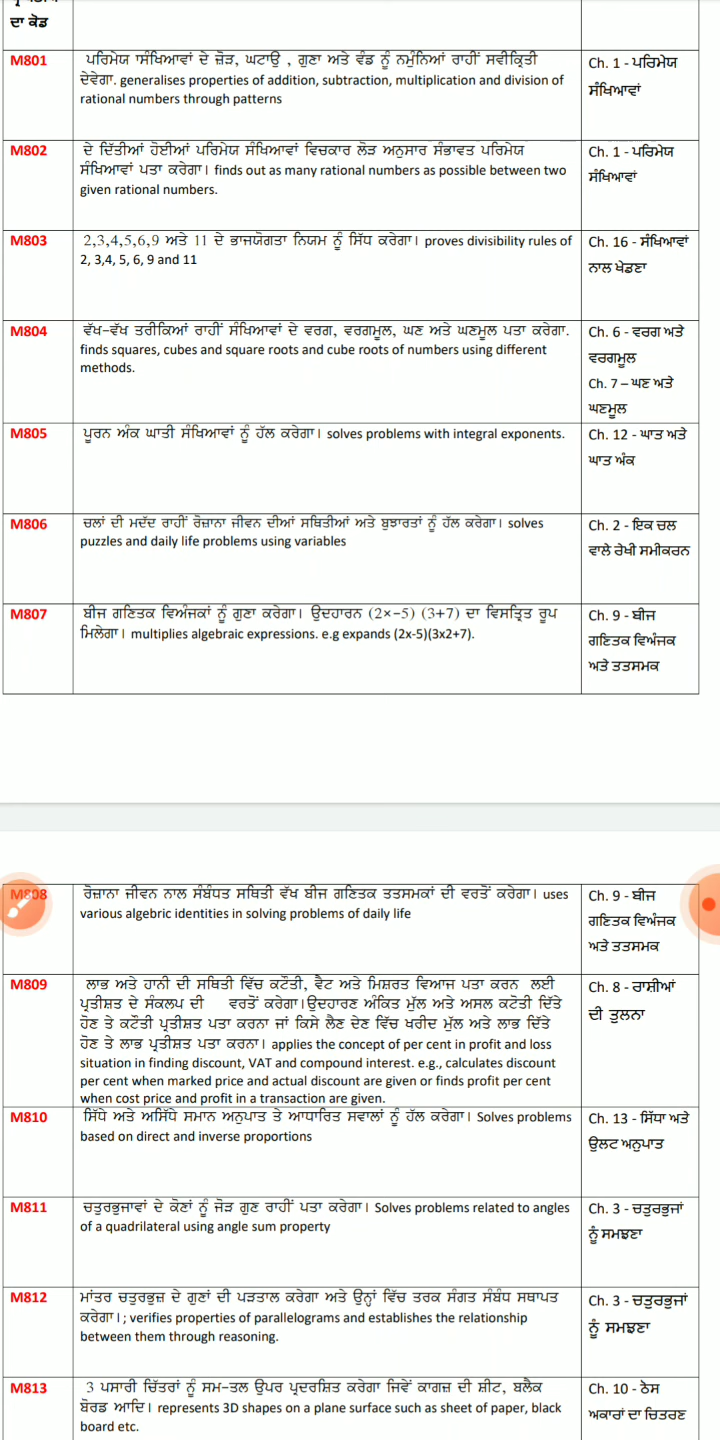 ਦਾ ਕੋਡ
M801
ਪਰਿਮੇਯ ਾਸੰਖਿਆਵਾਂ ਦੇ ਜ਼ੋੜ, ਘਟਾਉ , ਗੁਣਾ ਅਤੇ ਵੰਡ ਨੂੰ ਨਮੁੰਨਿਆਂ ਰਾਹੀਂ ਸਵੀਕ੍ਰਿਤੀ
ਦੇਵੇਗਾ. generalises properties of addition, subtraction, multiplication and division of
rational numbers through patterns
Ch. 1 - ਪਰਿਮੇਯ
ਸੰਖਿਆਵਾਂ
M802
ਦੇ ਦਿੱਤੀਆਂ ਹੋਈਆਂ ਪਰਿਮੇਯ ਸੰਖਿਆਵਾਂ ਵਿਚਕਾਰ ਲੋੜ ਅਨੁਸਾਰ ਸੰਭਾਵਤ ਪਰਿਮੇਯ
ਸੰਖਿਆਵਾਂ ਪਤਾ ਕਰੇਗਾ। finds out as many rational numbers as possible between two
given rational numbers.
Ch. 1 - ਪਰਿਮੇਯ
ਸੰਖਿਆਵਾਂ
M803
2,3,4,5,6,9 ਅਤੇ 11 ਦੇ ਭਾਜਯੋਗਤਾ ਨਿਯਮ ਨੂੰ ਸਿੱਧ ਕਰੇਗਾ। proves divisibility rules of
2, 3,4, 5, 6, 9 and 11
Ch. 16 - ਸੰਖਿਆਵਾਂ
ਨਾਲ ਖੇਡਣਾ
M804
ਵੱਖ-ਵੱਖ ਤਰੀਕਿਆਂ ਰਾਹੀਂ ਸੰਖਿਆਵਾਂ ਦੇ ਵਰਗ, ਵਰਗਮੂਲ, ਘਣ ਅਤੇ ਘਣਮੂਲ ਪਤਾ ਕਰੇਗਾ.
finds squares, cubes and square roots and cube roots of numbers using different
methods.
Ch. 6 - ਵਰਗ ਅਤੇ
ਵਰਗਮੂਲ
Ch. 7 – ਘਣ ਅਤੇ
ਘਣਮੂਲ
M805
ਪੂਰਨ ਅੰਕ ਘਾਤੀ ਸੰਖਿਆਵਾਂ ਨੂੰ ਹੱਲ ਕਰੇਗਾ। solves problems with integral exponents.
Ch. 12 - ਘਾਤ ਅਤੇ
ਘਾਤ ਅੰਕ
M806
ਚਲਾਂ ਦੀ ਮਦੱਦ ਰਾਹੀਂ ਰੋਜ਼ਾਨਾ ਜੀਵਨ ਦੀਆਂ ਸਥਿਤੀਆਂ ਅਤੇ ਬੁਝਾਰਤਾਂ ਨੂੰ ਹੱਲ ਕਰੇਗਾ। solves
puzzles and daily life problems using variables
Ch. 2 - ਇਕ ਚਲ
ਵਾਲੇ ਰੇਖੀ ਸਮੀਕਰਨ
M807
ਬੀਜ ਗਣਿਤਕ ਵਿਅੰਜਕਾਂ ਨੂੰ ਗੁਣਾ ਕਰੇਗਾ। ਉਦਹਾਰਨ (2×-5) (3+7) ਦਾ ਵਿਸਤ੍ਰਿਤ ਰੂਪ
ਮਿਲੇਗਾ। multiplies algebraic expressions. e.g expands (2x-5)(3x2+7).
Ch. 9 - ਬੀਜ
ਗਣਿਤਕ ਵਿਅੰਜਕ
ਅਤੇ ਤਤਸਮਕ
M808
ਰੋਜ਼ਾਨਾ ਜੀਵਨ ਨਾਲ ਸੰਬੰਧਤ ਸਥਿਤੀ ਵੱਖ ਬੀਜ ਗਣਿਤਕ ਤਤਸਮਕਾਂ ਦੀ ਵਰਤੋਂ ਕਰੇਗਾ। uses
various algebric identities in solving problems of daily life
Ch. 9 - ਬੀਜ
ਗਣਿਤਕ ਵਿਅੰਜਕ
ਅਤੇ ਤਤਸਮਕ
M809
ਲਾਭ ਅਤੇ ਹਾਨੀ ਦੀ ਸਥਿਤੀ ਵਿੱਚ ਕਟੌਤੀ, ਵੈਟ ਅਤੇ ਮਿਸ਼ਰਤ ਵਿਆਜ ਪਤਾ ਕਰਨ ਲਈ
ਪ੍ਰਤੀਸ਼ਤ ਦੇ ਸੰਕਲਪ ਦੀ ਵਰਤੋਂ ਕਰੇਗਾ।ਉਦਹਾਰਣ ਅੰਕਿਤ ਮੁੱਲ ਅਤੇ ਅਸਲ ਕਟੋਤੀ ਦਿੱਤੇ
ਹੋਣ ਤੇ ਕਟੌਤੀ ਪ੍ਰਤੀਸ਼ਤ ਪਤਾ ਕਰਨਾ ਜਾਂ ਕਿਸੇ ਲੈਣ ਦੇਣ ਵਿੱਚ ਖਰੀਦ ਮੁੱਲ ਅਤੇ ਲਾਭ ਦਿੱਤੇ
ਹੋਣ ਤੇ ਲਾਭ ਪ੍ਰਤੀਸ਼ਤ ਪਤਾ ਕਰਨਾ। applies the concept of per cent in profit and loss
situation in finding discount, VAT and compound interest. e.g., calculates discount
per cent when marked price and actual discount are given or finds profit per cent
when cost price and profit in a transaction are given.
Ch. 8 - ਰਾਸ਼ੀਆਂ
ਦੀ ਤੁਲਨਾ
M810
ਸਿੱਧੇ ਅਤੇ ਅਸਿੱਧੇ ਸਮਾਨ ਅਨੁਪਾਤ ਤੇ ਆਧਾਰਿਤ ਸਵਾਲਾਂ ਨੂੰ ਹੱਲ ਕਰੇਗਾ। Solves problems
based on direct and inverse proportions
Ch. 13 - ਸਿੱਧਾ ਅਤੇ
ਉਲਟ ਅਨੁਪਾਤ
M811
ਚਤੁਰਭੁਜਾਵਾਂ ਦੇ ਕੋਣਾਂ ਨੂੰ ਜੋੜ ਗੁਣ ਰਾਹੀਂ ਪਤਾ ਕਰੇਗਾ। Solves problems related to angles
of a quadrilateral using angle sum property
Ch. 3 - ਚਤੁਰਭੁਜਾਂ
ਨੂੰ ਸਮਝਣਾ
M812
ਮਾਂਤਰ ਚਤੁਰਭੁਜ਼ ਦੇ ਗੁਣਾਂ ਦੀ ਪੜਤਾਲ ਕਰੇਗਾ ਅਤੇ ਉਨ੍ਹਾਂ ਵਿੱਚ ਤਰਕ ਸੰਗਤ ਸੰਬੰਧ ਸਥਾਪਤ
ਕਰੇਗਾ। ; verifies properties of parallelograms and establishes the relationship
between them through reasoning.
Ch. 3 - ਚਤੁਰਭੁਜਾਂ
ਨੂੰ ਸਮਝਣਾ
M813
3 ਪਸਾਰੀ ਚਿੱਤਰਾਂ ਨੂੰ ਸਮ-ਤਲ ਉਪਰ ਪ੍ਰਦਰਸ਼ਿਤ ਕਰੇਗਾ ਜਿਵੇਂ ਕਾਗਜ਼ ਦੀ ਸ਼ੀਟ, ਬਲੈਕ
ਬੋਰਡ ਆਦਿ। represents 3D shapes on a plane surface such as sheet of paper, black
board etc.
Ch. 10 - ਠੋਸ
ਅਕਾਰਾਂ ਦਾ ਚਿਤਰਣ